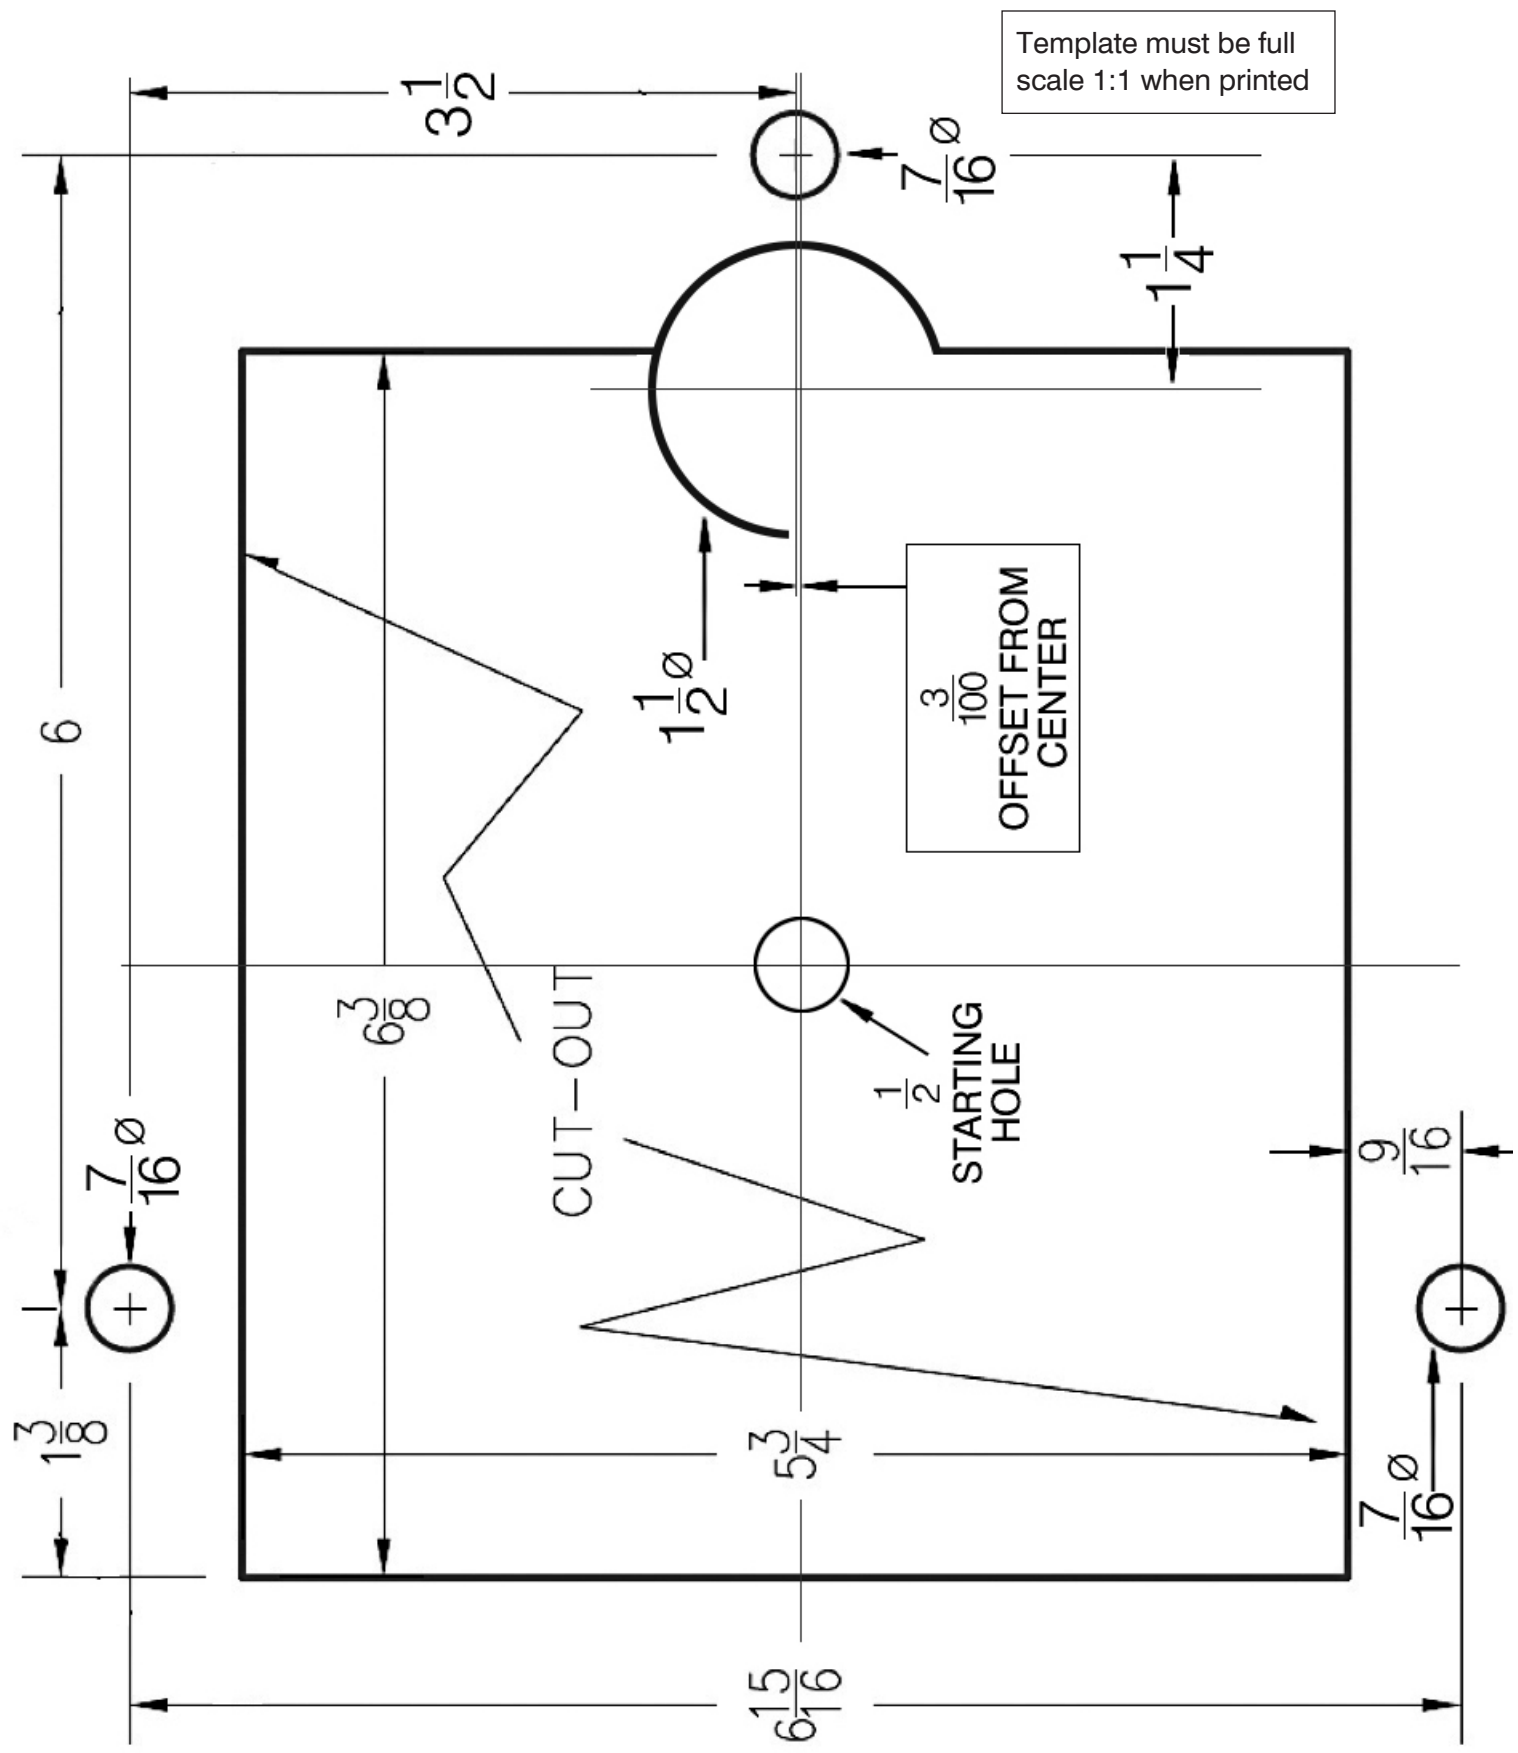 Template must be full
scale 1:1 when printed
3 1/2
7/16 Ø
1 1/4
6
1 1/2 Ø
3/100
OFFSET FROM
CENTER
6 3/8
CUT-OUT
1/2
STARTING
HOLE
7/16 Ø
9/16
1 3/8
5 3/4
7/16 Ø
6 15/16